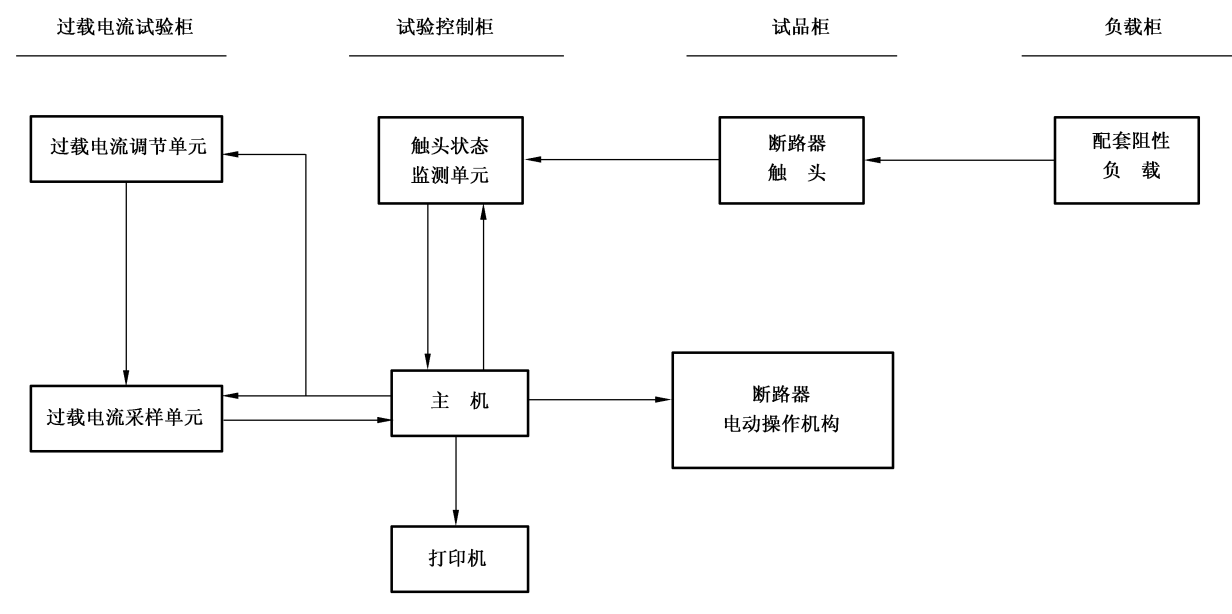 过载电流试验柜
试验控制柜
试品柜
负载柜
过载电流调节单元
触头状态
监测单元
断路器
触 头
配套阻性
负 载
过载电流采样单元
主 机
断路器
电动操作机构
打印机